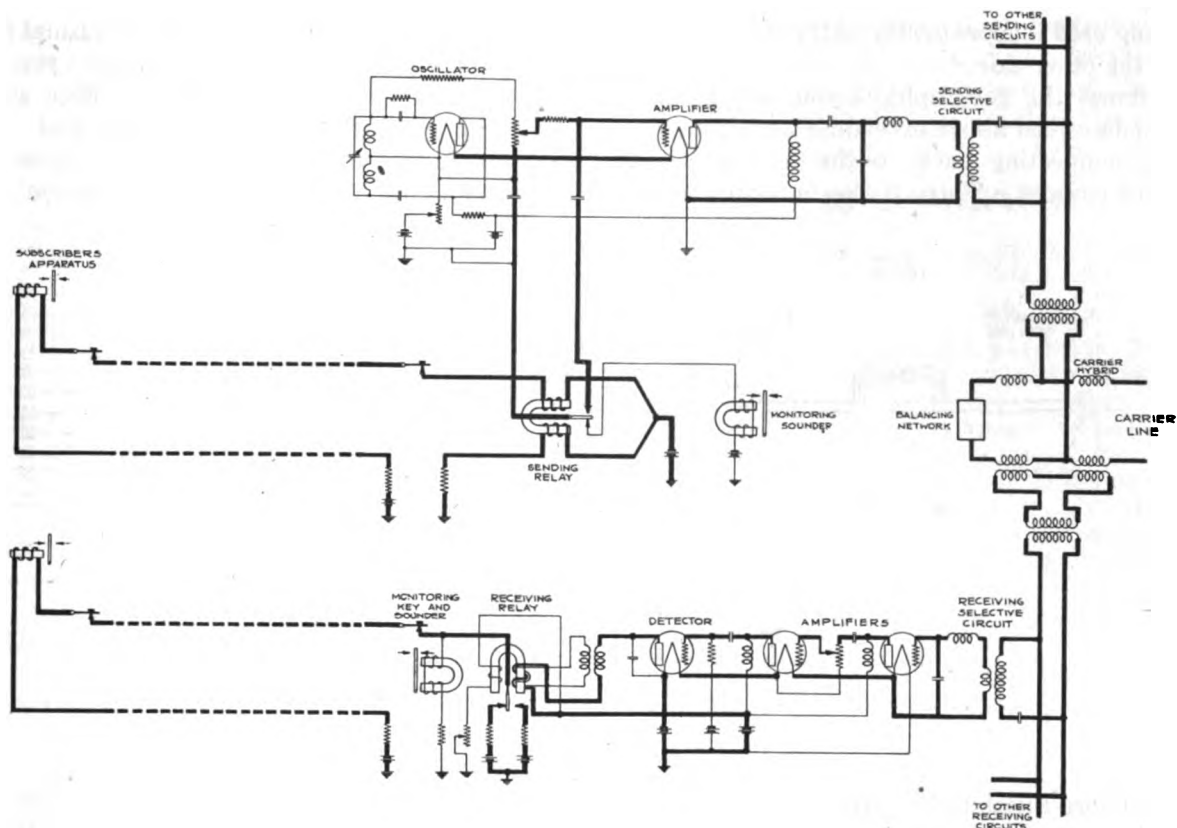 TO OTHER
SENDING
CIRCUITS
OSCILLATOR
AMPLIFIER
SENDING
SELECTIVE
CIRCUIT
SUBSCRIBERS
APPARATUS
CARRIER
HYBRID
MONITORING
SOUNDER
BALANCING
NETWORK
CARRIER
LINE
SENDING
RELAY
MONITORING
KEY AND
SOUNDER
RECEIVING
RELAY
DETECTOR
AMPLIFIERS
RECEIVING
SELECTIVE
CIRCUIT
TO OTHER
RECEIVING
CIRCUITS